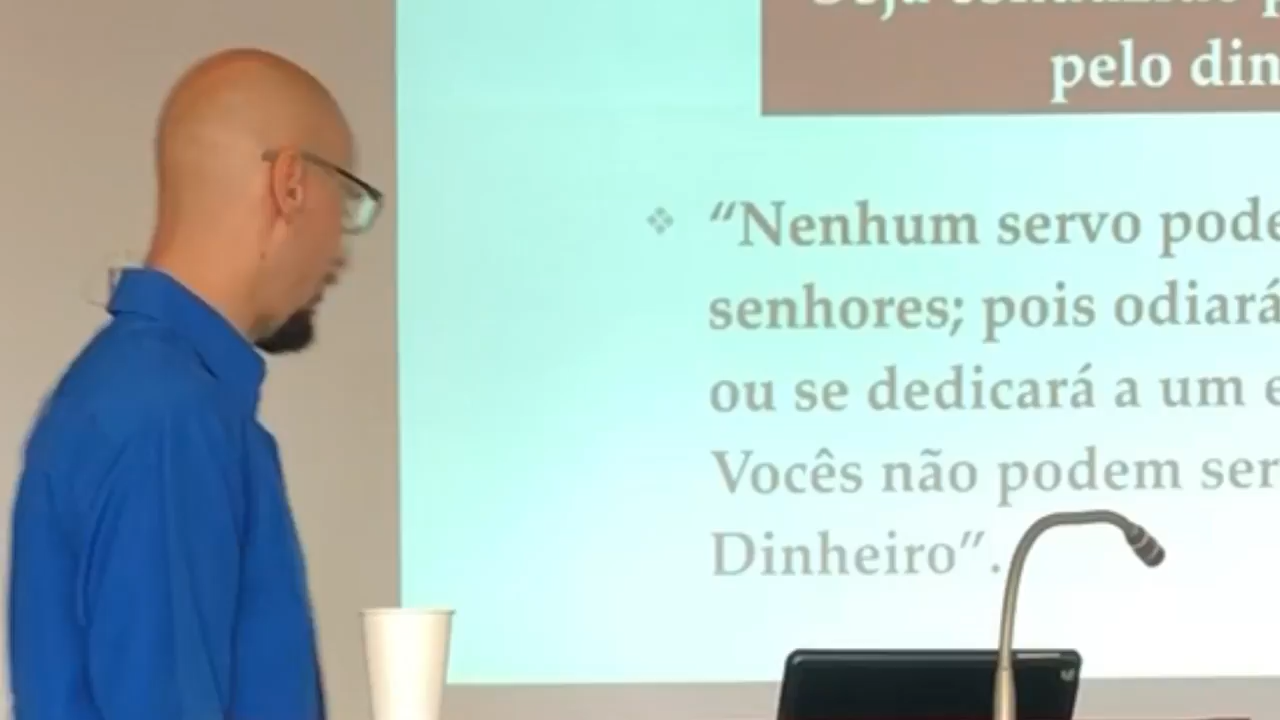 pelo din
“Nenhum servo pode
senhores; pois odiará
ou se dedicará a um e
Vocês não podem ser
Dinheiro”.